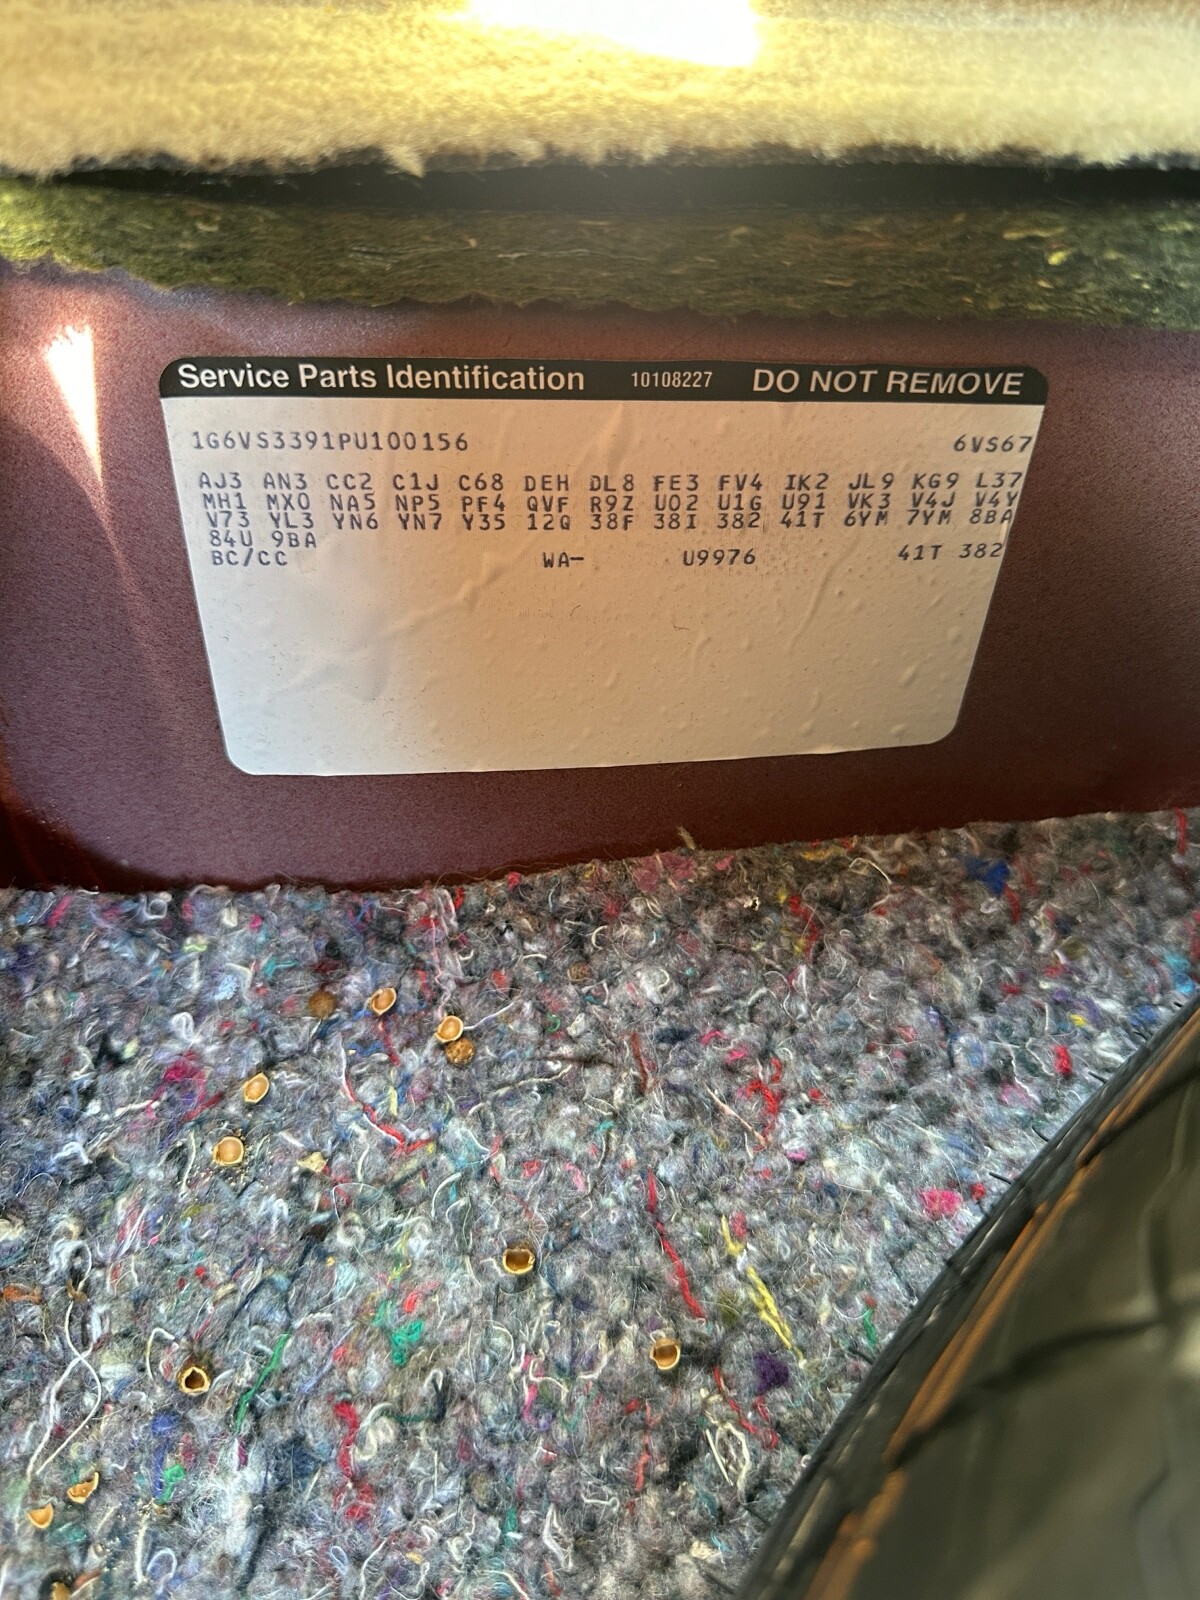 Service Parts Identification 10108227 DO NOT REMOVE
1G6VS3391PU100156 6VS67
AJ3 AN3 CC2 C1J C68 DEH DL8 FE3 FV4 IK2 JL9 KG9 L37
MH1 MX0 NA5 NP5 PF4 QVF R9Z U02 U1G U91 VK3 V4J V4Y
V73 YL3 YN6 YN7 Y35 12Q 38F 38I 382 41T 6YM 7YM 8BA
84U 9BA
BC/CC WA- U9976 41T 382